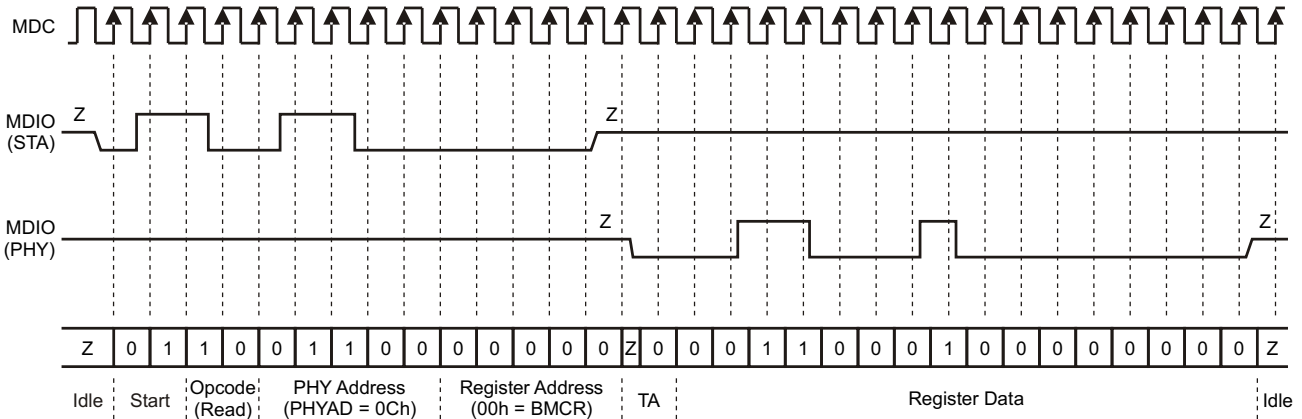 MDC
Z Z
MDIO
(STA)
Z Z
MDIO
(PHY)
Z 0 1 1 0 0 1 1 0 0 0 0 0 0 0 Z 0 0 0 1 1 0 0 0 1 0 0 0 0 0 0 0 0 Z
Idle Start Opcode (Read) PHY Address (PHYAD = 0Ch) Register Address (00h = BMCR) TA Register Data Idle